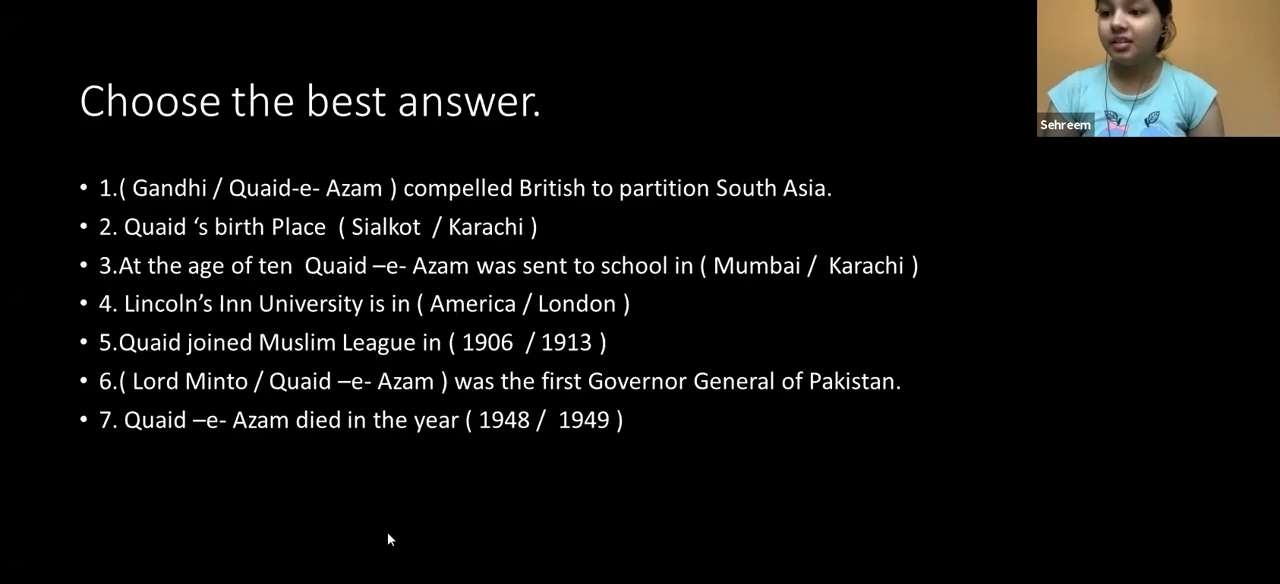 Choose the best answer.
Sehreem
• 1.( Gandhi / Quaid-e- Azam ) compelled British to partition South Asia.
• 2. Quaid ‘s birth Place  ( Sialkot  / Karachi )
• 3.At the age of ten  Quaid –e- Azam was sent to school in ( Mumbai /  Karachi )
• 4. Lincoln’s Inn University is in ( America / London )
• 5.Quaid joined Muslim League in ( 1906  / 1913 )
• 6.( Lord Minto / Quaid –e- Azam ) was the first Governor General of Pakistan.
• 7. Quaid –e- Azam died in the year ( 1948 /  1949 )